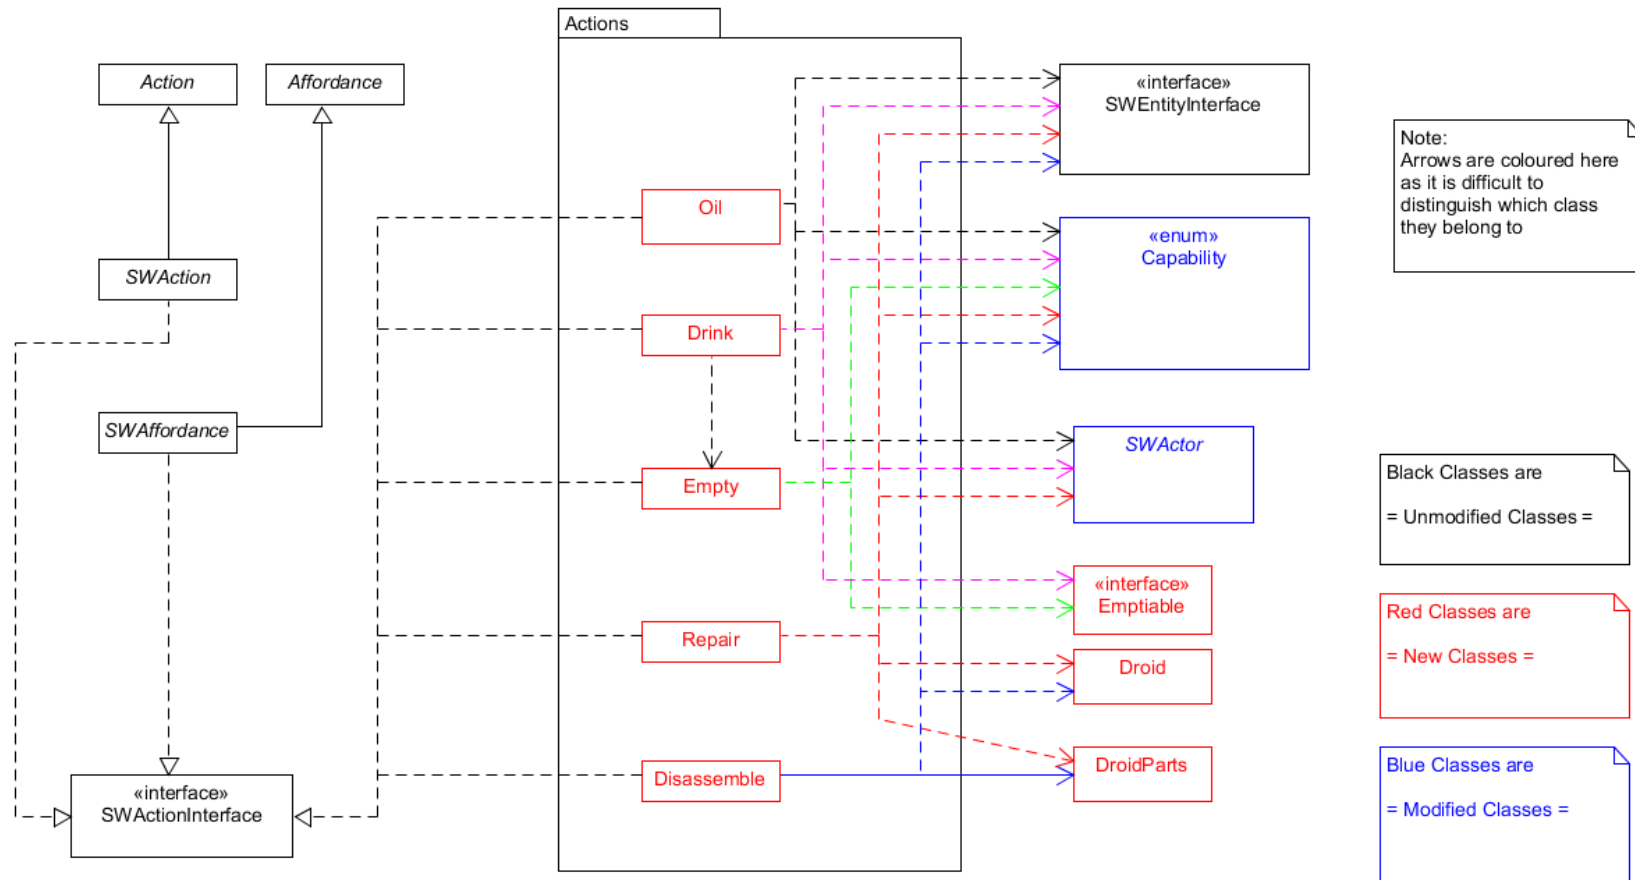 Actions
Action
Affordance
«interface»
SWEntityInterface
Note:
Arrows are coloured here
as it is difficult to
distinguish which class
they belong to
Oil
«enum»
Capability
SWAction
Drink
SWAffordance
SWActor
Empty
Black Classes are
= Unmodified Classes =
«interface»
Emptiable
Red Classes are
= New Classes =
Repair
Droid
Disassemble
DroidParts
Blue Classes are
= Modified Classes =
«interface»
SWActionInterface